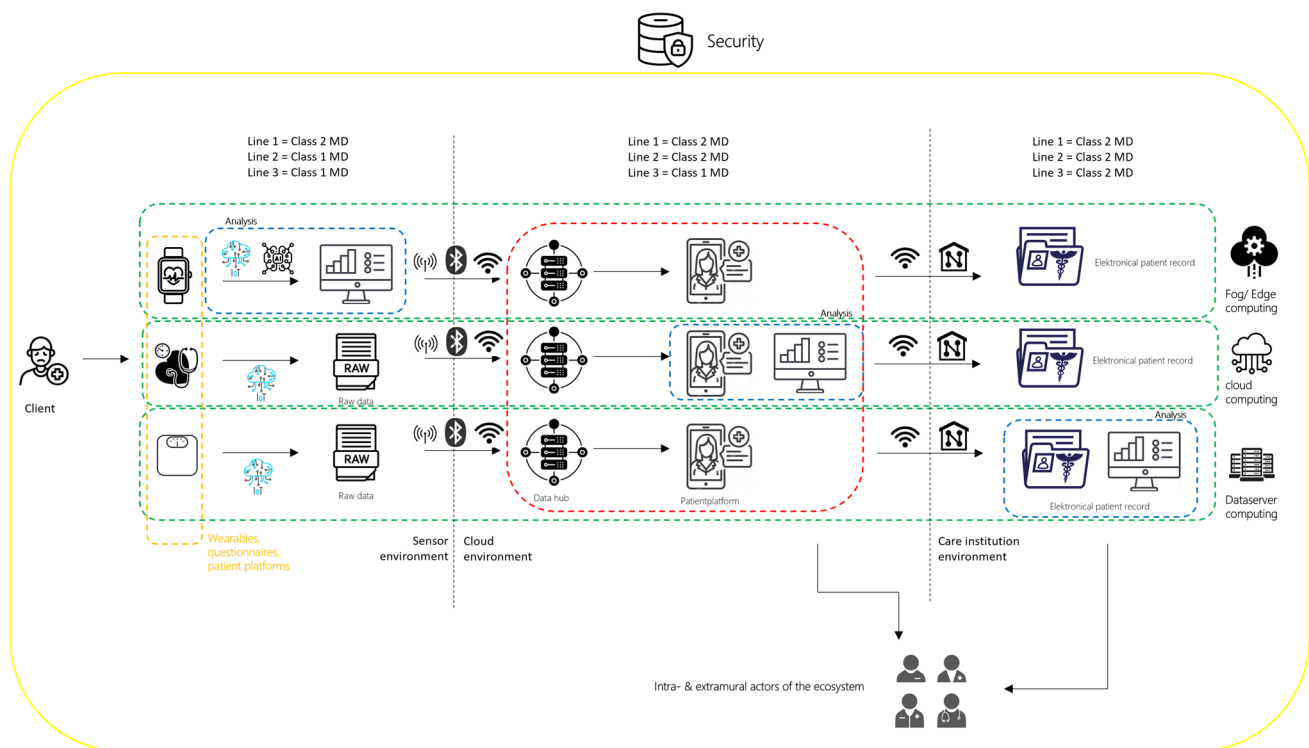 Security
Line 1 = Class 2 MD
Line 2 = Class 1 MD
Line 3 = Class 1 MD
Line 1 = Class 2 MD
Line 2 = Class 2 MD
Line 3 = Class 1 MD
Line 1 = Class 2 MD
Line 2 = Class 2 MD
Line 3 = Class 2 MD
Analysis
IoT
AI
Elektronical patient record
Fog/ Edge
computing
Client
IoT
RAW
Raw data
Analysis
Elektronical patient record
cloud
computing
IoT
RAW
Raw data
Data hub
Patientplatform
Analysis
Elektronical patient record
Dataserver
computing
Wearables,
questionnaires,
patient platforms
Sensor
environment
Cloud
environment
Care institution
environment
Intra- & extramural actors of the ecosystem